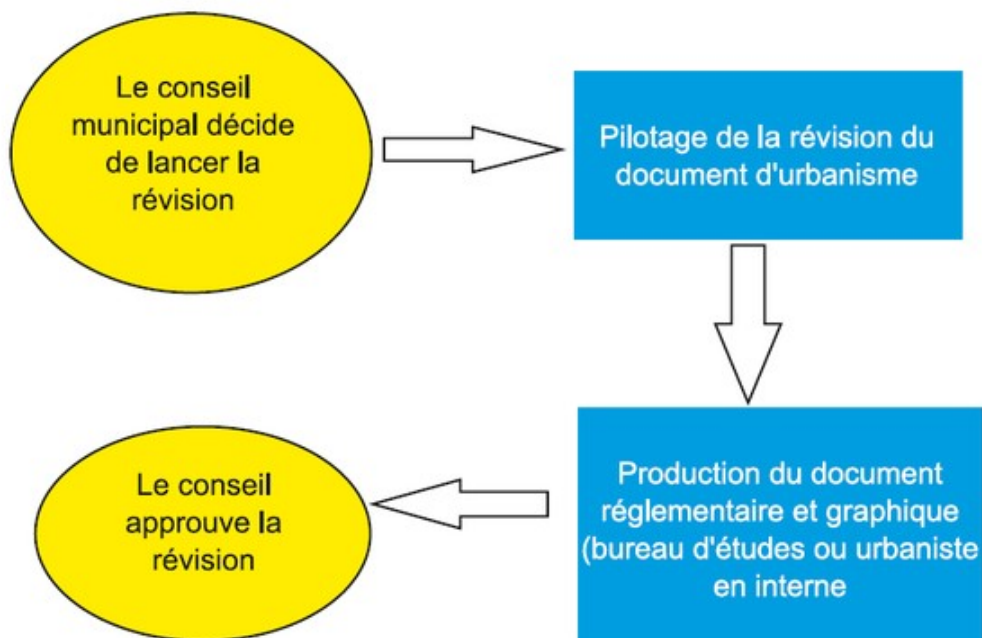 Le conseil
municipal décide
de lancer la
révision
Pilotage de la révision du
document d'urbanisme
Production du document
réglementaire et graphique
(bureau d'études ou urbaniste
en interne
Le conseil
approuve la
révision